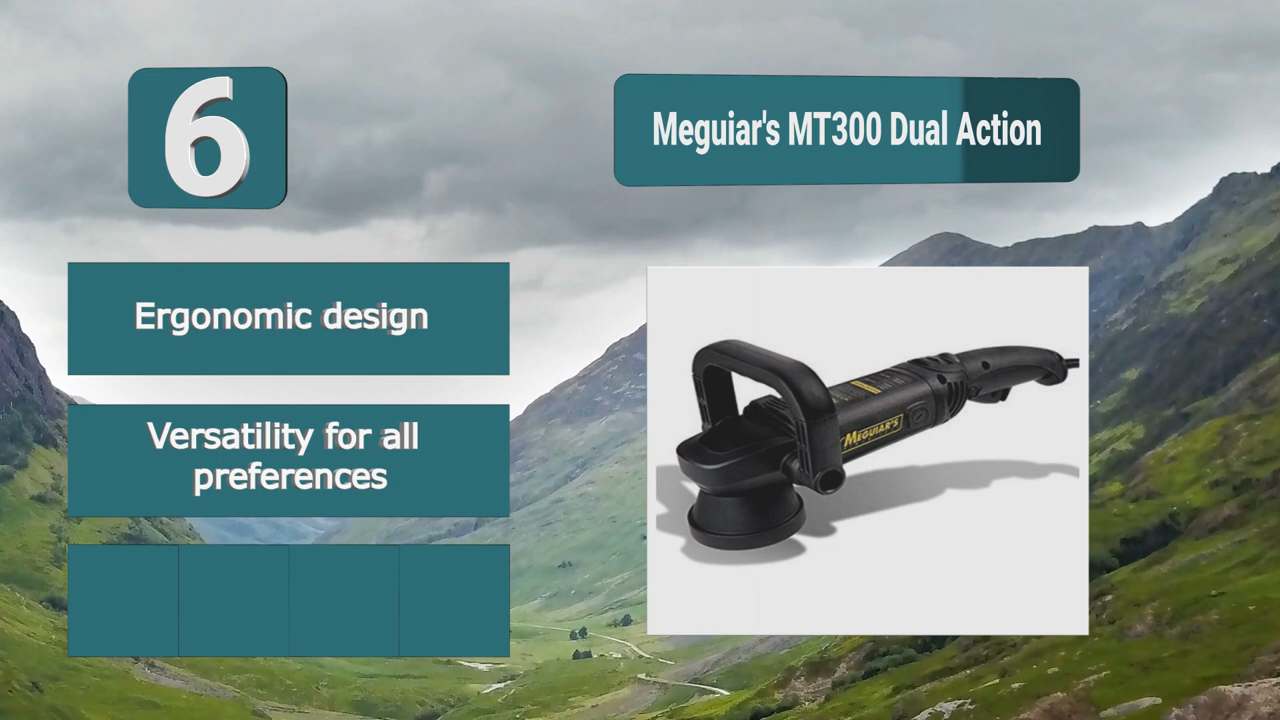 6
Meguiar's MT300 Dual Action
Ergonomic design
Versatility for all
preferences
MEGUIAR'S